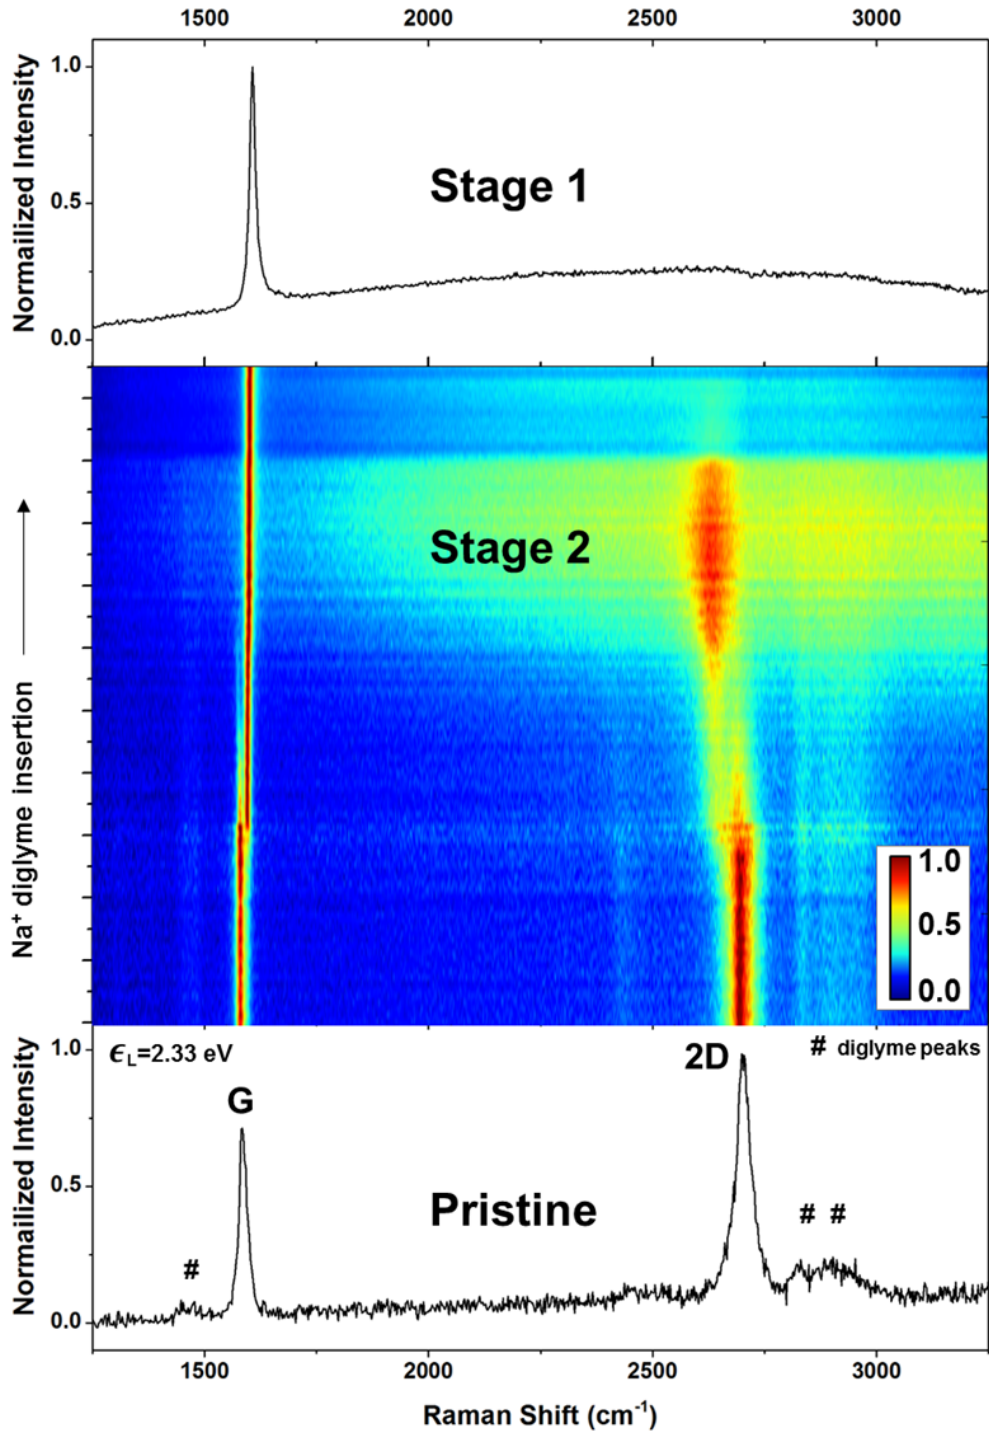 1500 2000 2500 3000
Normailized Intensity
1.0
0.5
0.0
Stage 1
Na+ diglyme insertion
Stage 2
1.0
0.5
0.0
Normailized Intensity
1.0
0.5
0.0
ϵL=2.33 eV
G
2D
# diglyme peaks
Pristine
#
# #
1500 2000 2500 3000
Raman Shift (cm-1)